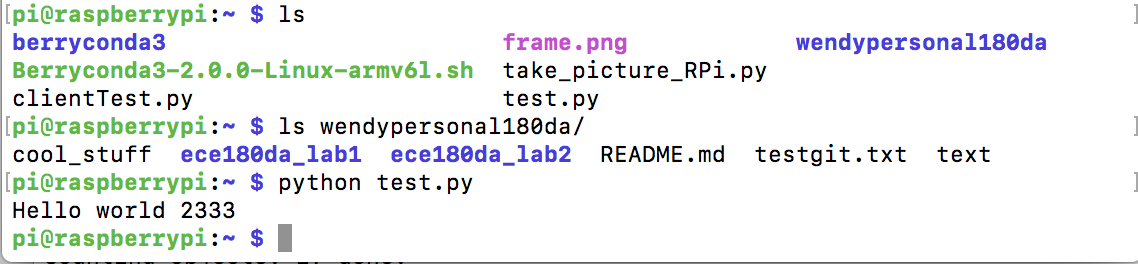 pi@raspberrypi:~ $ ls
berryconda3 frame.png wendypersonal180da
Berryconda3-2.0.0-Linux-armv6l.sh take_picture_RPi.py
clientTest.py test.py
pi@raspberrypi:~ $ ls wendypersonal180da/
cool_stuff ece180da_lab1 ece180da_lab2 README.md testgit.txt text
pi@raspberrypi:~ $ python test.py
Hello world 2333
pi@raspberrypi:~ $